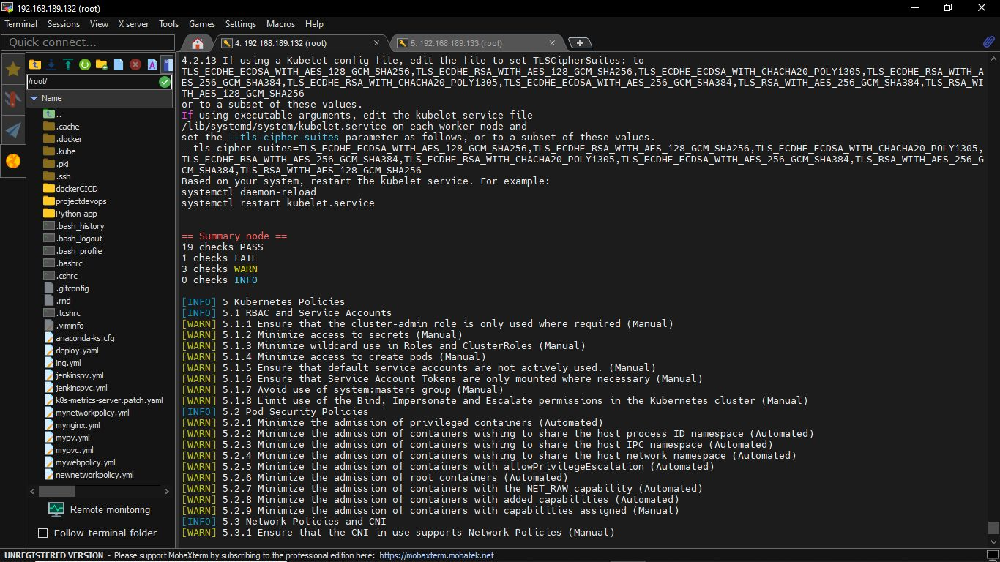 192.168.189.132 (root)
Terminal Sessions View X server Tools Games Settings Macros Help
Quick connect...
4. 192.168.189.132 (root)
5. 192.168.189.133 (root)
/root/
Name
..
.cache
.docker
.kube
.pki
.ssh
dockerCICD
projectdevops
Python-app
.bash_history
.bash_logout
.bash_profile
.bashrc
.cshrc
.gitconfig
.rnd
.tcshrc
.viminfo
anaconda-ks.cfg
deploy.yaml
ing.yml
jenkinspv.yml
jenkinspvc.yml
k8s-metrics-server.patch.yaml
mynetworkpolicy.yml
mynginx.yml
mypv.yml
mypvc.yml
mywebpolicy.yml
newnetworkpolicy.yml
Remote monitoring
Follow terminal folder
4.2.13 If using a Kubelet config file, edit the file to set TLSCipherSuites: to
TLS_ECDHE_ECDSA_WITH_AES_128_GCM_SHA256,TLS_ECDHE_RSA_WITH_AES_128_GCM_SHA256,TLS_ECDHE_ECDSA_WITH_CHACHA20_POLY1305,TLS_ECDHE_RSA_WITH_A
ES_256_GCM_SHA384,TLS_ECDHE_RSA_WITH_CHACHA20_POLY1305,TLS_ECDHE_ECDSA_WITH_AES_256_GCM_SHA384,TLS_RSA_WITH_AES_256_GCM_SHA384,TLS_RSA_WI
TH_AES_128_GCM_SHA256
or to a subset of these values.
If using executable arguments, edit the kubelet service file
/lib/systemd/system/kubelet.service on each worker node and
set the --tls-cipher-suites parameter as follows, or to a subset of these values.
--tls-cipher-suites=TLS_ECDHE_ECDSA_WITH_AES_128_GCM_SHA256,TLS_ECDHE_RSA_WITH_AES_128_GCM_SHA256,TLS_ECDHE_ECDSA_WITH_CHACHA20_POLY1305,
TLS_ECDHE_RSA_WITH_AES_256_GCM_SHA384,TLS_ECDHE_RSA_WITH_CHACHA20_POLY1305,TLS_ECDHE_ECDSA_WITH_AES_256_GCM_SHA384,TLS_RSA_WITH_AES_256_G
CM_SHA384,TLS_RSA_WITH_AES_128_GCM_SHA256
Based on your system, restart the kubelet service. For example:
systemctl daemon-reload
systemctl restart kubelet.service
== Summary node ==
19 checks PASS
1 checks FAIL
3 checks WARN
0 checks INFO
[INFO] 5 Kubernetes Policies
[INFO] 5.1 RBAC and Service Accounts
[WARN] 5.1.1 Ensure that the cluster-admin role is only used where required (Manual)
[WARN] 5.1.2 Minimize access to secrets (Manual)
[WARN] 5.1.3 Minimize wildcard use in Roles and ClusterRoles (Manual)
[WARN] 5.1.4 Minimize access to create pods (Manual)
[WARN] 5.1.5 Ensure that default service accounts are not actively used. (Manual)
[WARN] 5.1.6 Ensure that Service Account Tokens are only mounted where necessary (Manual)
[WARN] 5.1.7 Avoid use of system:masters group (Manual)
[WARN] 5.1.8 Limit use of the Bind, Impersonate and Escalate permissions in the Kubernetes cluster (Manual)
[INFO] 5.2 Pod Security Policies
[WARN] 5.2.1 Minimize the admission of privileged containers (Automated)
[WARN] 5.2.2 Minimize the admission of containers wishing to share the host process ID namespace (Automated)
[WARN] 5.2.3 Minimize the admission of containers wishing to share the host IPC namespace (Automated)
[WARN] 5.2.4 Minimize the admission of containers wishing to share the host network namespace (Automated)
[WARN] 5.2.5 Minimize the admission of containers with allowPrivilegeEscalation (Automated)
[WARN] 5.2.6 Minimize the admission of root containers (Automated)
[WARN] 5.2.7 Minimize the admission of containers with the NET_RAW capability (Automated)
[WARN] 5.2.8 Minimize the admission of containers with added capabilities (Automated)
[WARN] 5.2.9 Minimize the admission of containers with capabilities assigned (Manual)
[INFO] 5.3 Network Policies and CNI
[WARN] 5.3.1 Ensure that the CNI in use supports Network Policies (Manual)
UNREGISTERED VERSION - Please support MobaXterm by subscribing to the professional edition here: https://mobaxterm.mobatek.net